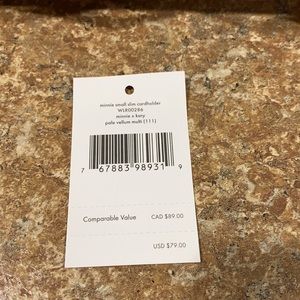 minnie small slim cardholder
WLR00286
minnie x katy
pale vellum multi (111)
7 67883 98931 9
Comparable Value CAD $89.00
USD $79.00